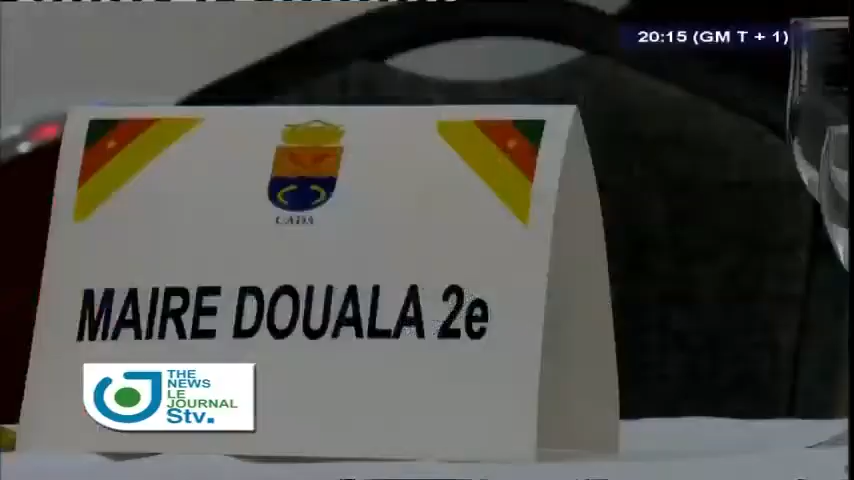 20:15 (GM T + 1)
CADA
MAIRE DOUALA 2e
THE
NEWS
LE
JOURNAL
Stv.